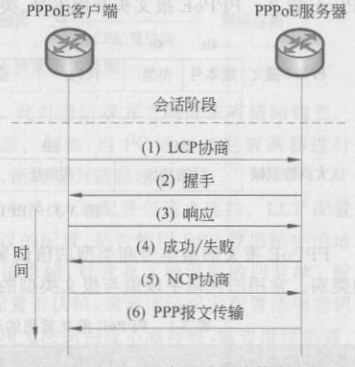 PPPoE客户端
PPPoE服务器
会话阶段
(1) LCP协商
(2) 握手
(3) 响应
(4) 成功/失败
(5) NCP协商
(6) PPP报文传输
时间